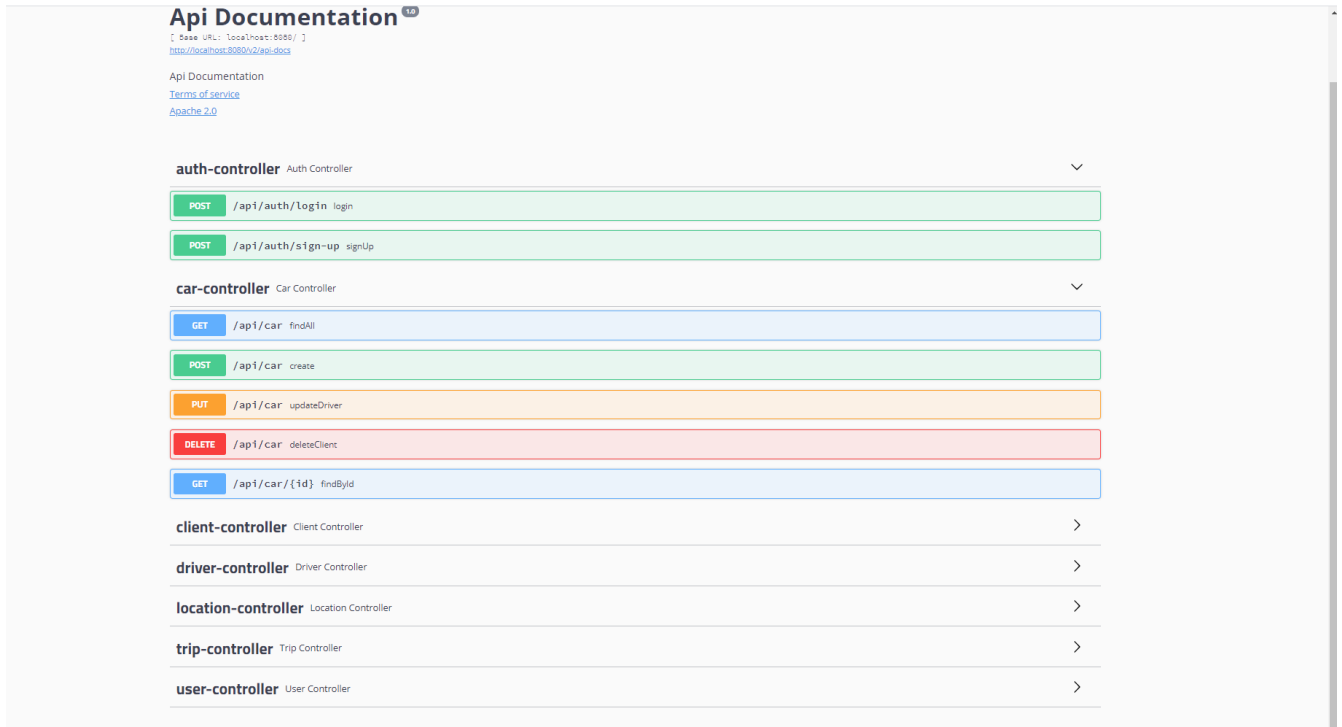 Api Documentation 1.0
[ Base URL: localhost:8080/ ]
http://localhost:8080/v2/api-docs
Api Documentation
Terms of service
Apache 2.0
auth-controller Auth Controller
POST /api/auth/login login
POST /api/auth/sign-up signUp
car-controller Car Controller
GET /api/car findAll
POST /api/car create
PUT /api/car updateDriver
DELETE /api/car deleteClient
GET /api/car/{id} findById
client-controller Client Controller
driver-controller Driver Controller
location-controller Location Controller
trip-controller Trip Controller
user-controller User Controller